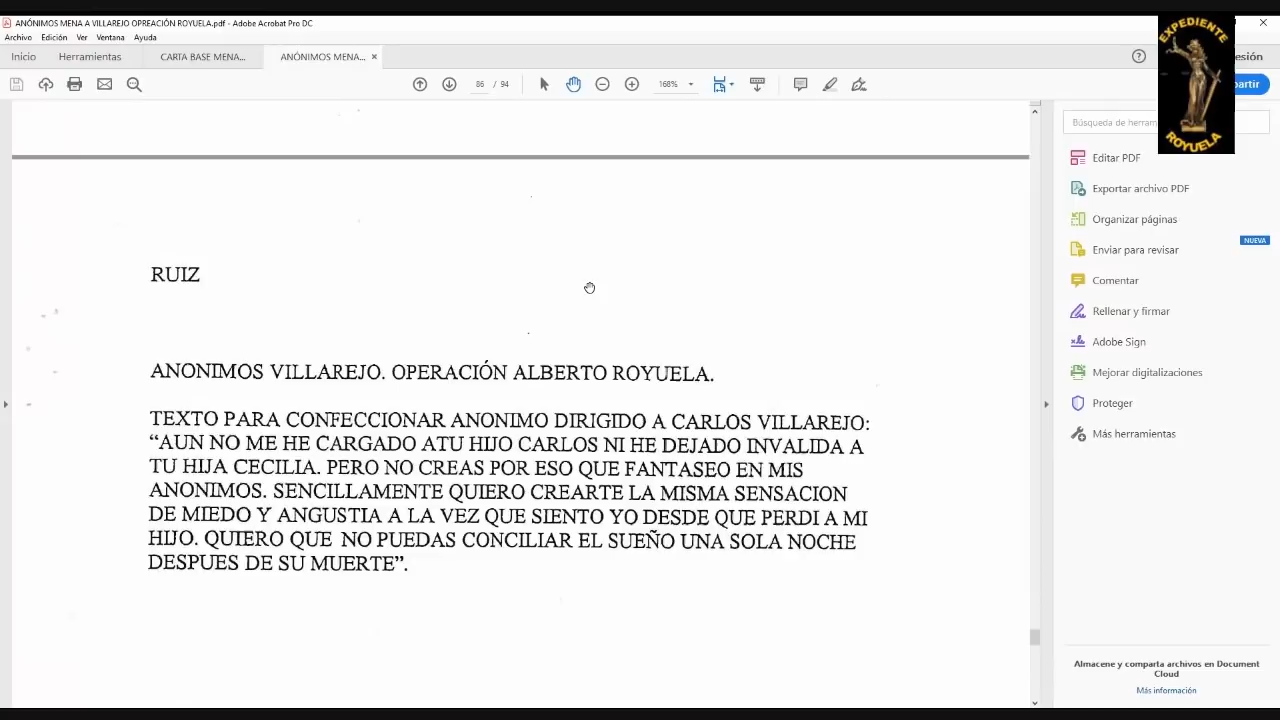 ANÓNIMOS MENA A VILLAREJO OPREACIÓN ROYUELA.pdf - Adobe Acrobat Pro DC
Archivo Edición Ver Ventana Ayuda
Inicio Herramientas CARTA BASE MENA... ANÓNIMOS MENA... ×
esión
86 / 94 168%
artir
EXPEDIENTE
ROYUELA
Búsqueda de herram
Editar PDF
Exportar archivo PDF
Organizar páginas
NUEVA
Enviar para revisar
Comentar
Rellenar y firmar
Adobe Sign
Mejorar digitalizaciones
Proteger
Más herramientas
RUIZ
ANONIMOS VILLAREJO. OPERACIÓN ALBERTO ROYUELA.
TEXTO PARA CONFECCIONAR ANONIMO DIRIGIDO A CARLOS VILLAREJO:
“AUN NO ME HE CARGADO ATU HIJO CARLOS NI HE DEJADO INVALIDA A
TU HIJA CECILIA. PERO NO CREAS POR ESO QUE FANTASEO EN MIS
ANONIMOS. SENCILLAMENTE QUIERO CREARTE LA MISMA SENSACION
DE MIEDO Y ANGUSTIA A LA VEZ QUE SIENTO YO DESDE QUE PERDI A MI
HIJO. QUIERO QUE NO PUEDAS CONCILIAR EL SUEÑO UNA SOLA NOCHE
DESPUES DE SU MUERTE”.
Almacene y comparta archivos en Document
Cloud
Más información